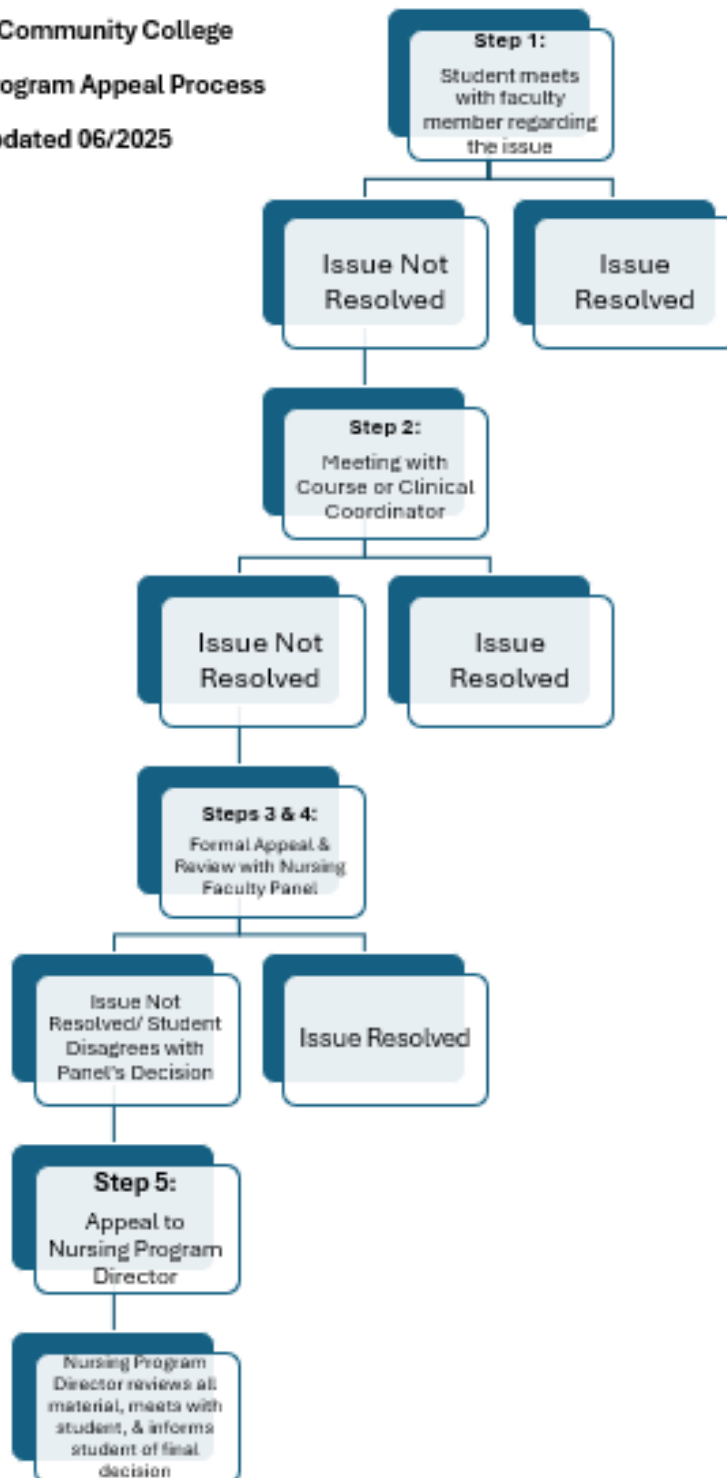 Community College
ogram Appeal Process
dated 06/2025
Step 1:
Student meets
with faculty
member regarding
the issue
Issue Not
Resolved
Issue
Resolved
Step 2:
Meeting with
Course or Clinical
Coordinator
Issue Not
Resolved
Issue
Resolved
Steps 3 & 4:
Formal Appeal &
Review with Nursing
Faculty Panel
Issue Not
Resolved/ Student
Disagrees with
Panel's Decision
Issue Resolved
Step 5:
Appeal to
Nursing Program
Director
Nursing Program
Director reviews all
material, meets with
student, & informs
student of final
decision